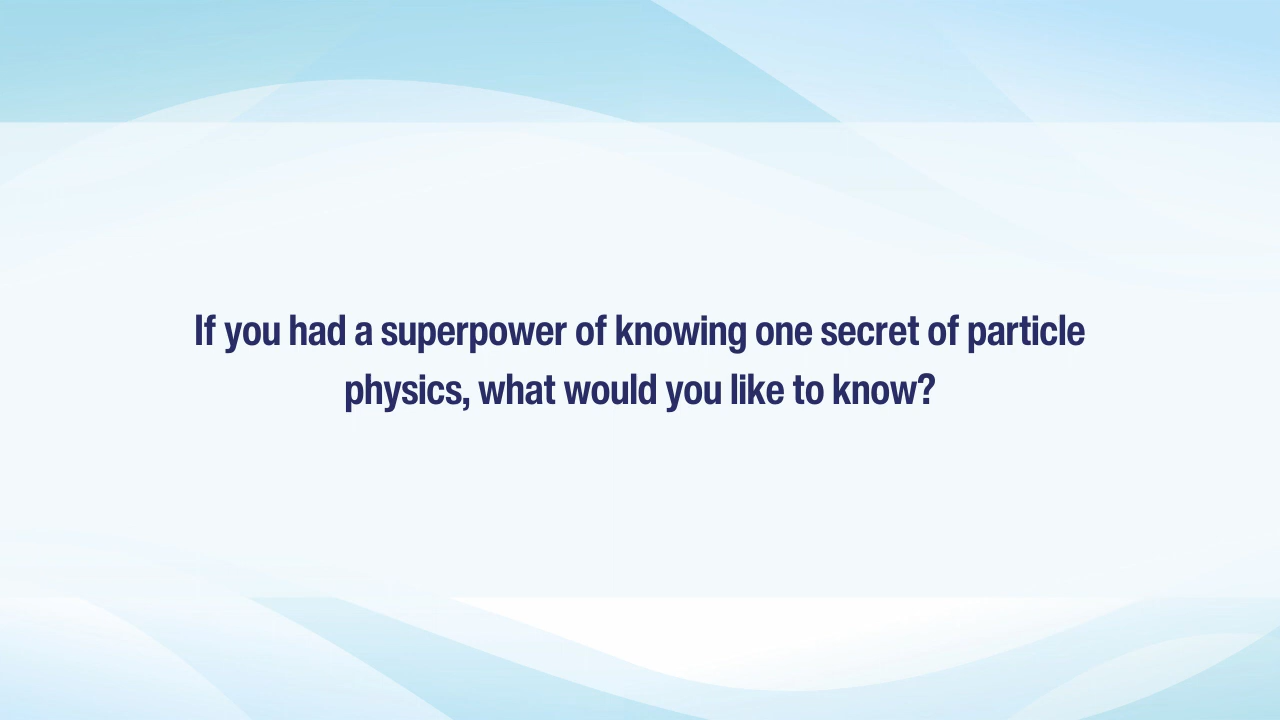 If you had a superpower of knowing one secret of particle
physics, what would you like to know?